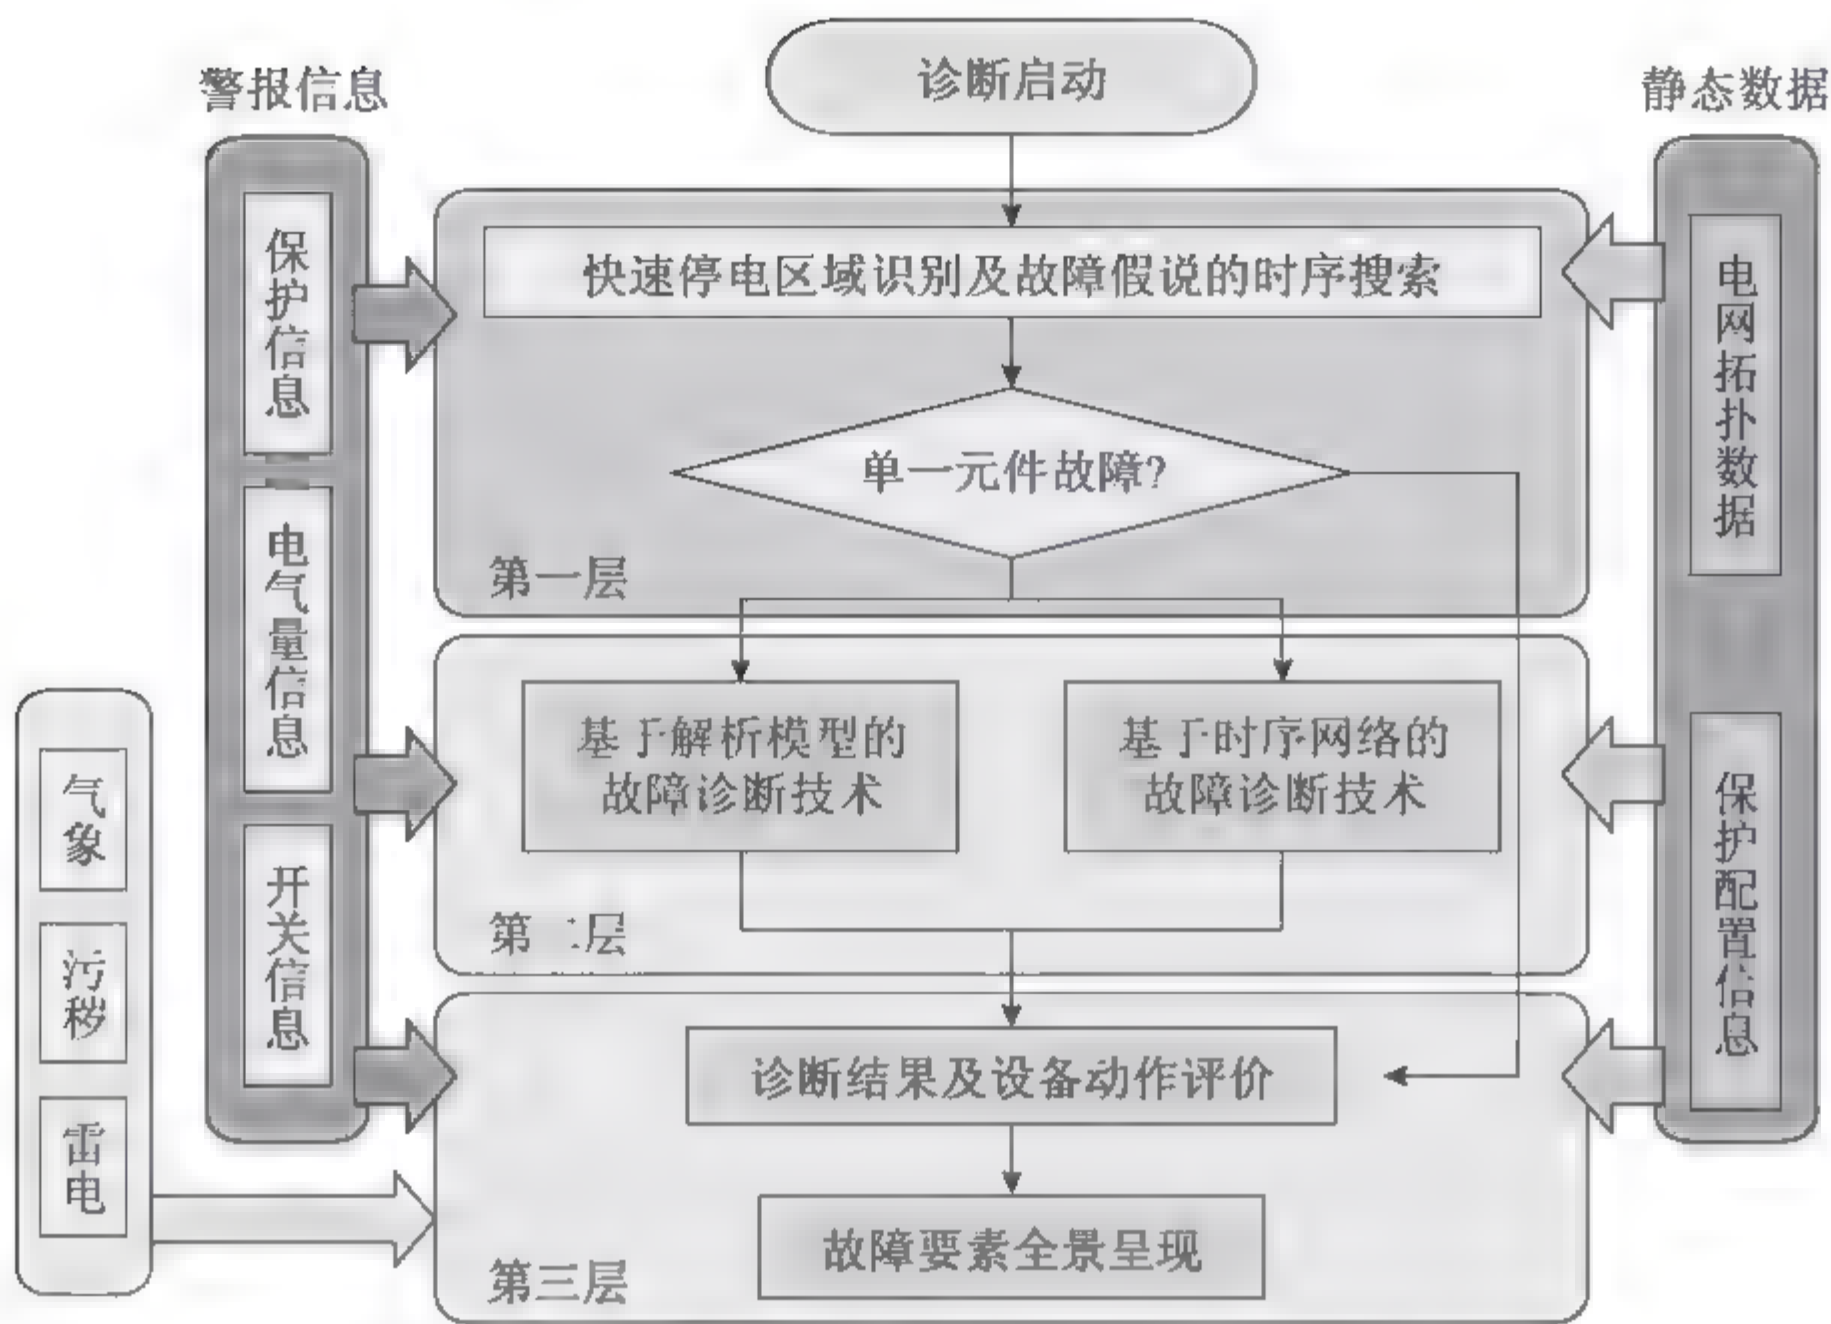 诊断启动
警报信息
静态数据
保护信息
电气量信息
开关信息
快速停电区域识别及故障假说的时序搜索
单一元件故障?
第一层
电网拓扑数据
保护配置信息
基于解析模型的
故障诊断技术
基于时序网络的
故障诊断技术
第二层
气象
污秽
雷电
诊断结果及设备动作评价
故障要素全景呈现
第三层